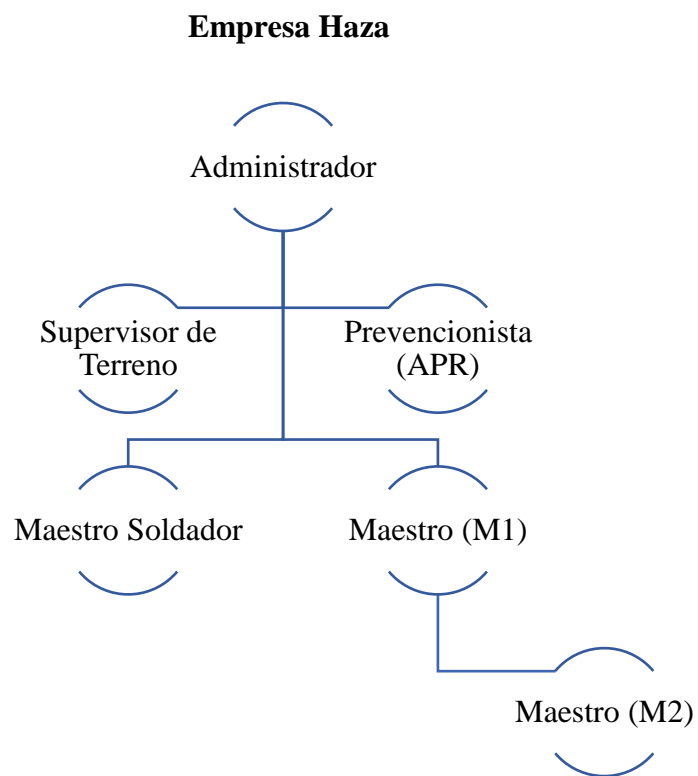 Empresa Haza
Administrador
Supervisor de
Terreno
Prevencionista
(APR)
Maestro Soldador
Maestro (M1)
Maestro (M2)